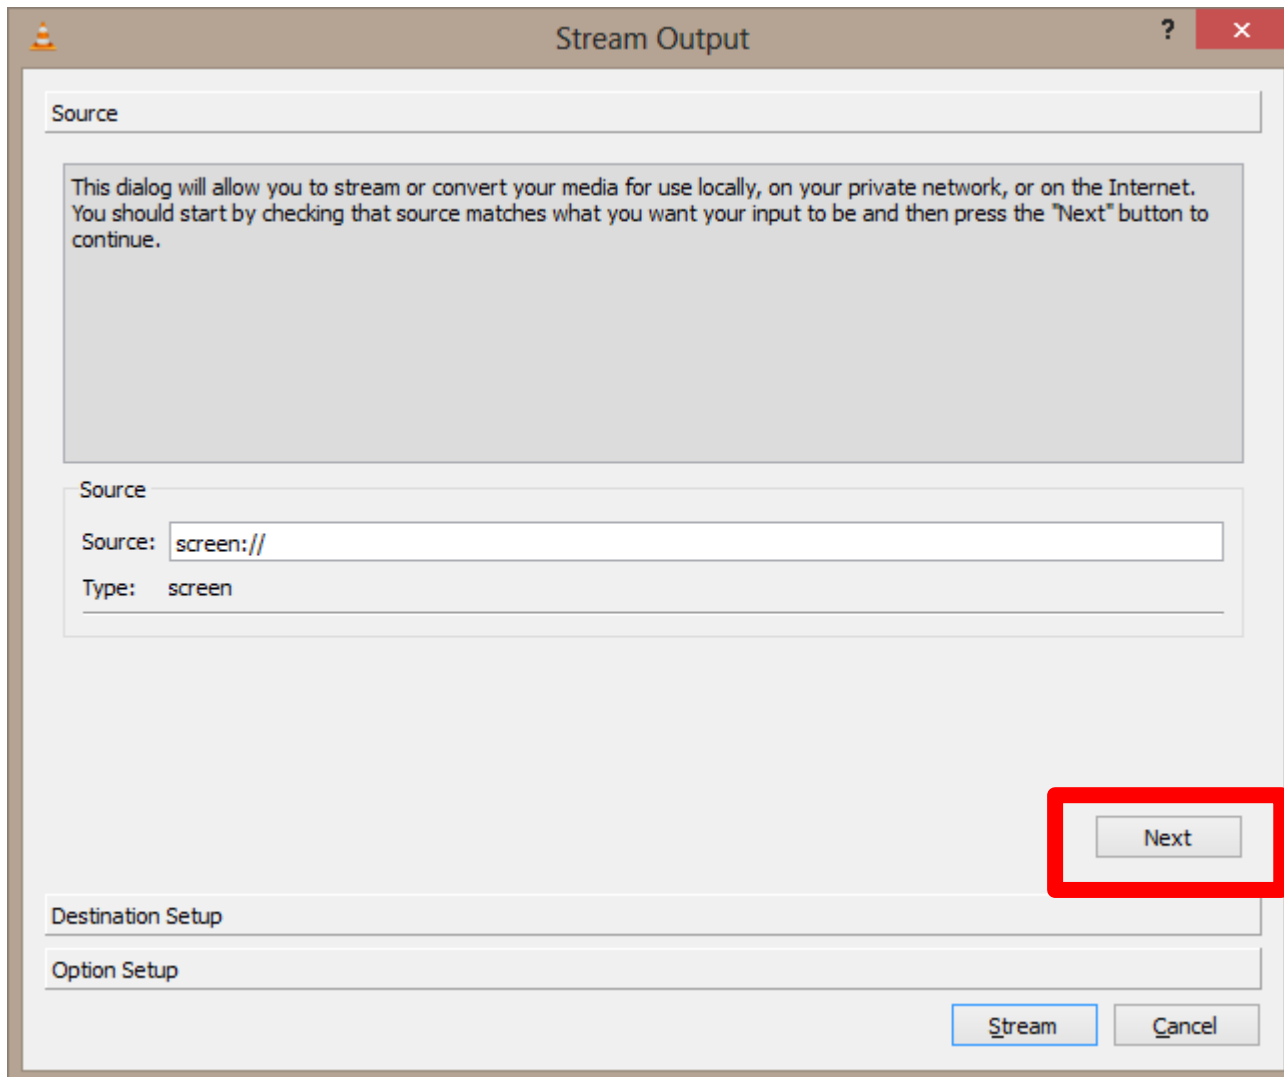 Stream Output
?
Source
This dialog will allow you to stream or convert your media for use locally, on your private network, or on the Internet.
You should start by checking that source matches what you want your input to be and then press the "Next" button to
continue.
Source
Source: screen://
Type: screen
Next
Destination Setup
Option Setup
Stream Cancel